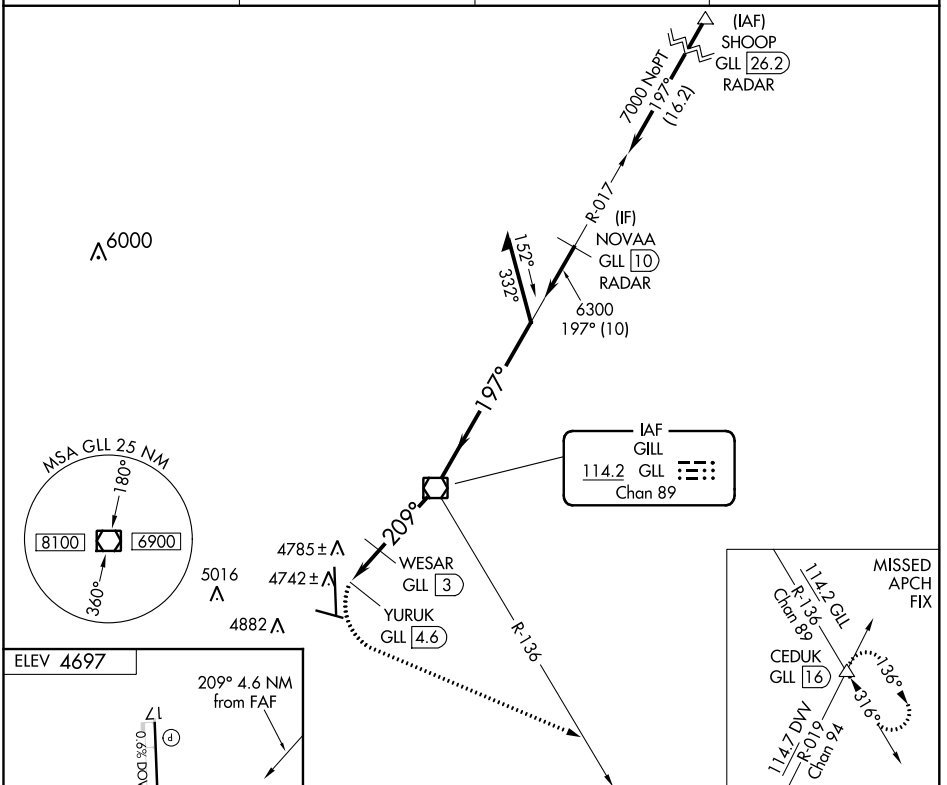 (IAF)
SHOOP
GLL 26.2
RADAR
7000 NoPT
197°
(16.2)
R-017
(IF)
NOVAA
GLL 10
RADAR
6300
197° (10)
152°
332°
6000
197°
IAF
GILL
114.2 GLL
Chan 89
MSA GLL 25 NM
180°
8100
6900
360°
209°
4785±
4742±
5016
4882
WESAR
GLL 3
YURUK
GLL 4.6
R-136
MISSED
APCH
FIX
114.2 GLL
R-136
Chan 89
CEDUK
GLL 16
136°
316°
114.7 DVV
R-019
Chan 94
ELEV 4697
209° 4.6 NM
from FAF
17
P
0.6% DOW